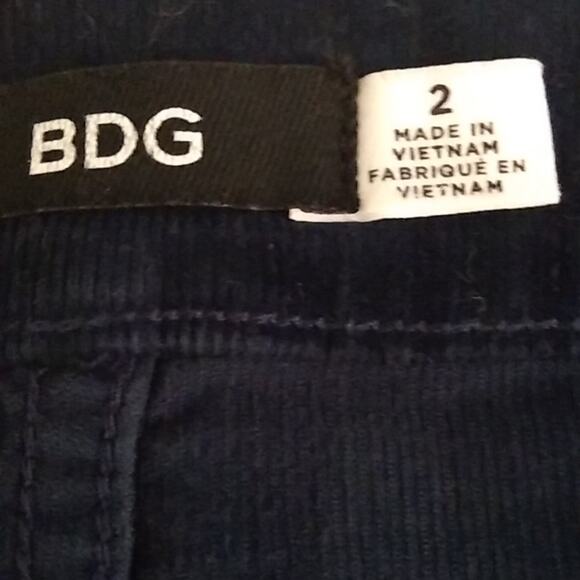 BDG
2
MADE IN
VIETNAM
FABRIQUÉ EN
VIETNAM